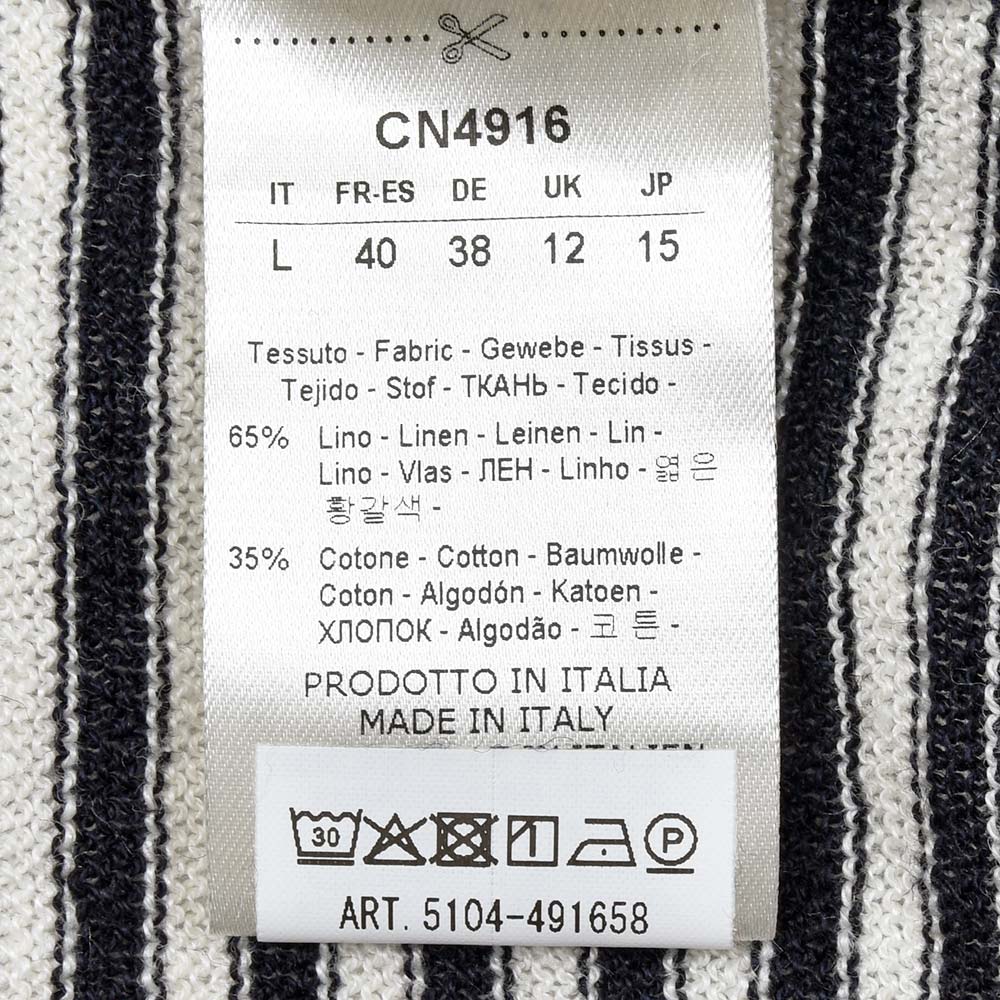 CN4916
IT FR-ES DE UK JP
L 40 38 12 15
Tessuto - Fabric - Gewebe - Tissus -
Tejido - Stof - ТКАНЬ - Tecido -
65% Lino - Linen - Leinen - Lin -
Lino - Vlas - ЛЕН - Linho - 엷은
황갈색 -
35% Cotone - Cotton - Baumwolle -
Coton - Algodón - Katoen -
ХЛОПОК - Algodão - 코튼 -
PRODOTTO IN ITALIA
MADE IN ITALY
30 P
ART. 5104-491658